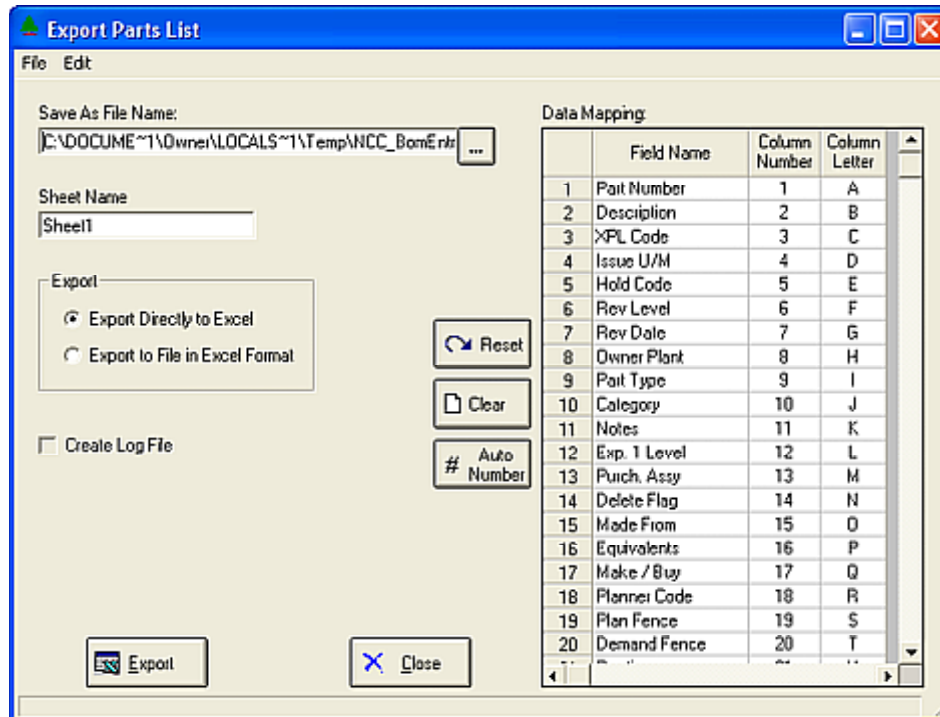 Export Parts List
File Edit
Save As File Name:
C:\DOCUME~1\Owner\LOCALS~1\Temp\NCC_BomEntr
...
Sheet Name
Sheet1
Export
Export Directly to Excel
Export to File in Excel Format
Create Log File
Reset
Clear
# Auto
Number
Export
Close
Data Mapping:
Field Name Column Number Column Letter
1 Part Number 1 A
2 Description 2 B
3 XPL Code 3 C
4 Issue U/M 4 D
5 Hold Code 5 E
6 Rev Level 6 F
7 Rev Date 7 G
8 Owner Plant 8 H
9 Part Type 9 I
10 Category 10 J
11 Notes 11 K
12 Exp. 1 Level 12 L
13 Purch. Assy 13 M
14 Delete Flag 14 N
15 Made From 15 O
16 Equivalents 16 P
17 Make / Buy 17 Q
18 Planner Code 18 R
19 Plan Fence 19 S
20 Demand Fence 20 T